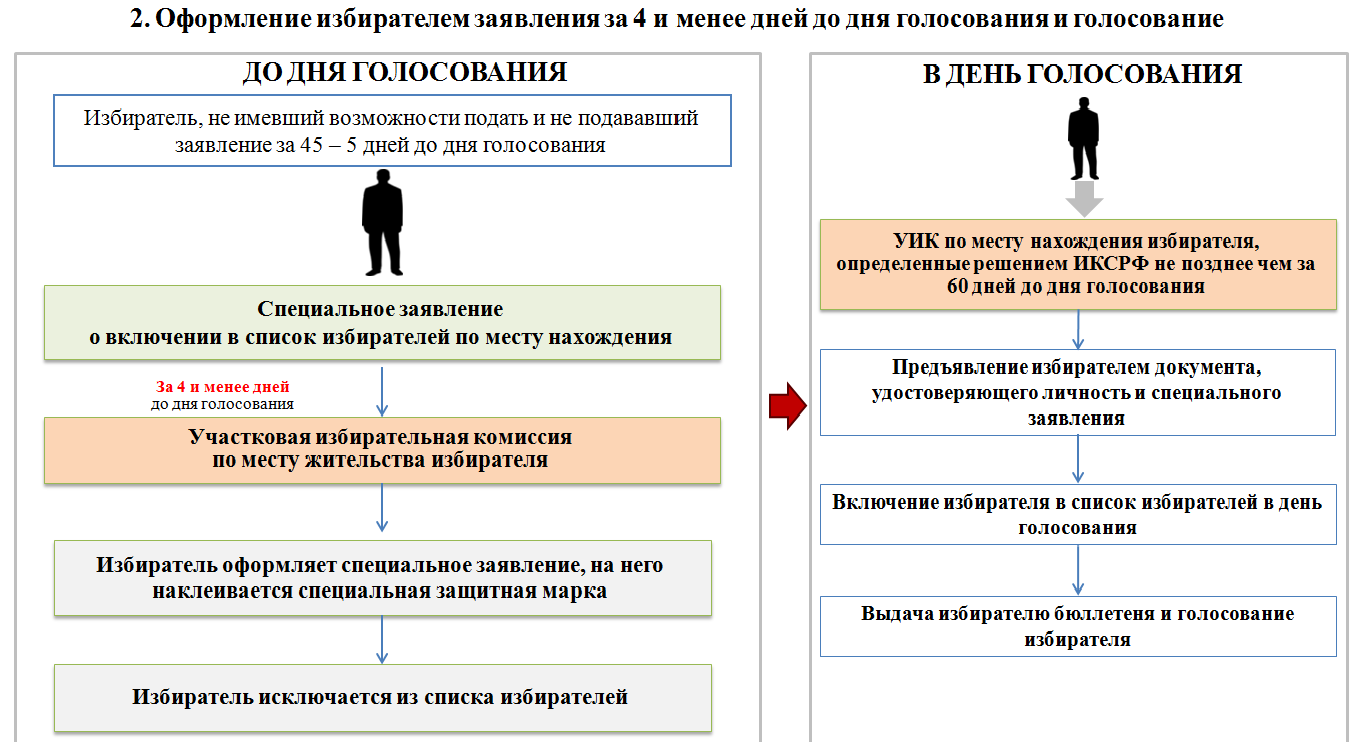 2. Оформление избирателем заявления за 4 и менее дней до дня голосования и голосование
ДО ДНЯ ГОЛОСОВАНИЯ
Избиратель, не имевший возможности подать и не подававший
заявление за 45 – 5 дней до дня голосования
Специальное заявление
о включении в список избирателей по месту нахождения
За 4 и менее дней
до дня голосования
Участковая избирательная комиссия
по месту жительства избирателя
Избиратель оформляет специальное заявление, на него
наклеивается специальная защитная марка
Избиратель исключается из списка избирателей
В ДЕНЬ ГОЛОСОВАНИЯ
УИК по месту нахождения избирателя,
определенные решением ИКСРФ не позднее чем за
60 дней до дня голосования
Предъявление избирателем документа,
удостоверяющего личность и специального
заявления
Включение избирателя в список избирателей в день
голосования
Выдача избирателю бюллетеня и голосование
избирателя